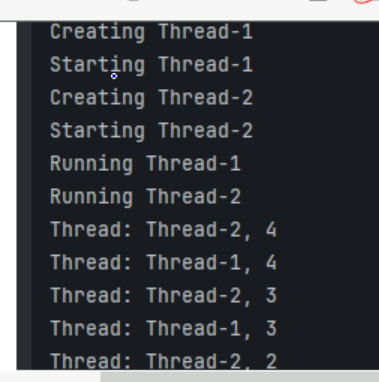 Creating Thread-1
Starting Thread-1
Creating Thread-2
Starting Thread-2
Running Thread-1
Running Thread-2
Thread: Thread-2, 4
Thread: Thread-1, 4
Thread: Thread-2, 3
Thread: Thread-1, 3
Thread: Thread-2, 2